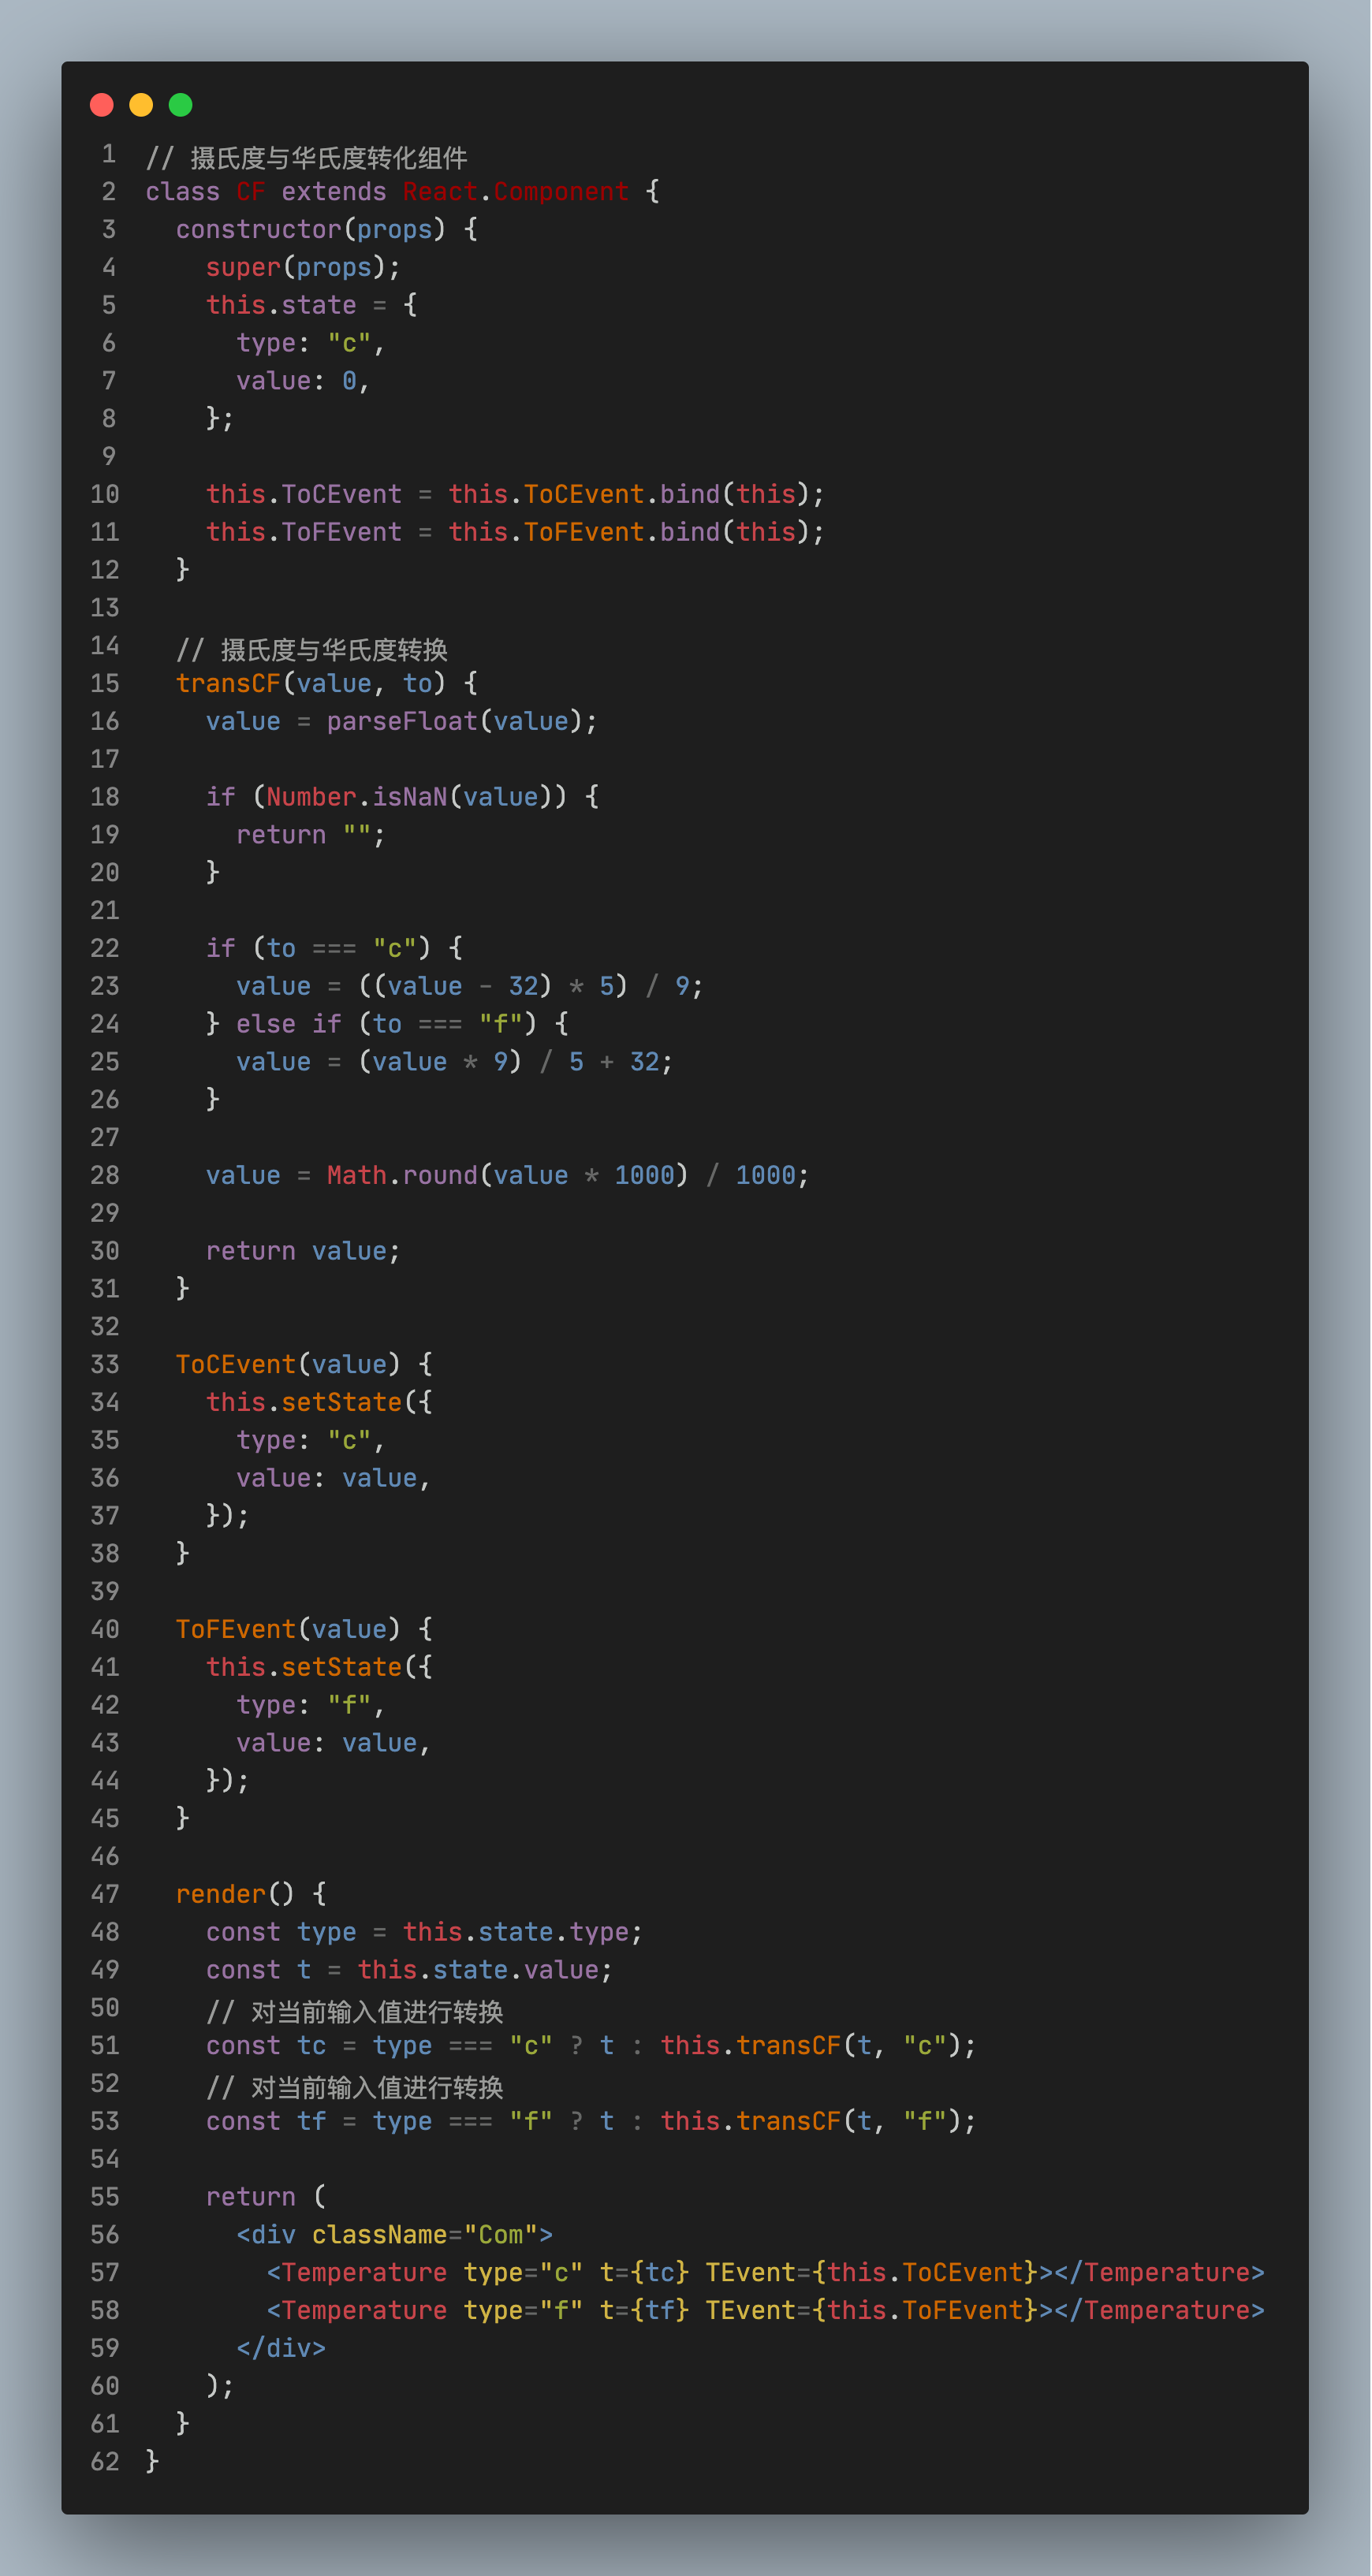 1 // 摄氏度与华氏度转化组件
2 class CF extends React.Component {
3   constructor(props) {
4     super(props);
5     this.state = {
6       type: "c",
7       value: 0,
8     };
9
10     this.ToCEvent = this.ToCEvent.bind(this);
11     this.ToFEvent = this.ToFEvent.bind(this);
12   }
13
14   // 摄氏度与华氏度转换
15   transCF(value, to) {
16     value = parseFloat(value);
17
18     if (Number.isNaN(value)) {
19       return "";
20     }
21
22     if (to === "c") {
23       value = ((value - 32) * 5) / 9;
24     } else if (to === "f") {
25       value = (value * 9) / 5 + 32;
26     }
27
28     value = Math.round(value * 1000) / 1000;
29
30     return value;
31   }
32
33   ToCEvent(value) {
34     this.setState({
35       type: "c",
36       value: value,
37     });
38   }
39
40   ToFEvent(value) {
41     this.setState({
42       type: "f",
43       value: value,
44     });
45   }
46
47   render() {
48     const type = this.state.type;
49     const t = this.state.value;
50     // 对当前输入值进行转换
51     const tc = type === "c" ? t : this.transCF(t, "c");
52     // 对当前输入值进行转换
53     const tf = type === "f" ? t : this.transCF(t, "f");
54
55     return (
56       <div className="Com">
57         <Temperature type="c" t={tc} TEvent={this.ToCEvent}></Temperature>
58         <Temperature type="f" t={tf} TEvent={this.ToFEvent}></Temperature>
59       </div>
60     );
61   }
62 }